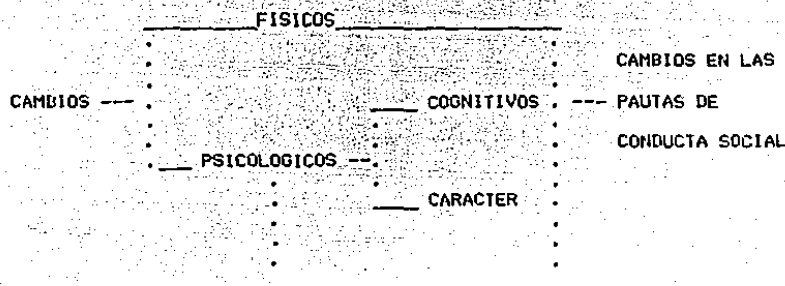 FISICOS
CAMBIOS EN LAS
CAMBIOS --- COGNITIVOS --- PAUTAS DE
CONDUCTA SOCIAL
PSICOLOGICOS --
CARACTER